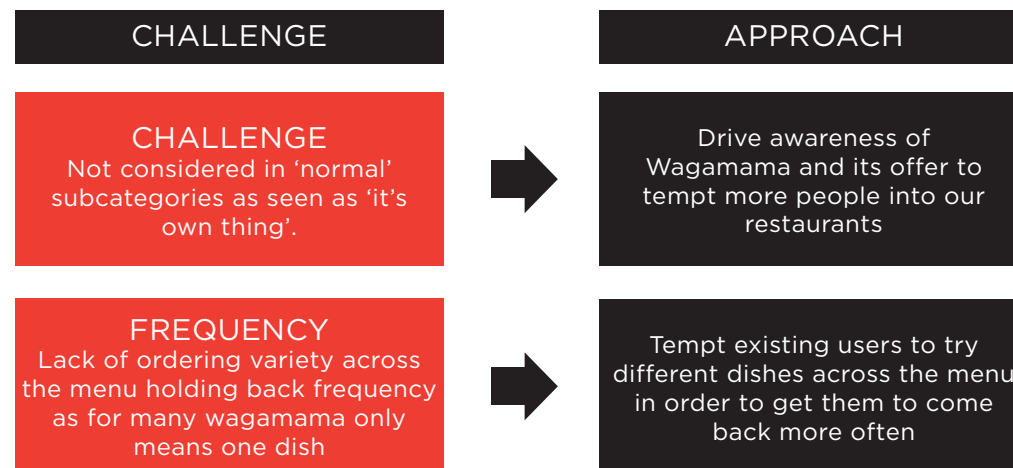 CHALLENGE
APPROACH
CHALLENGE
Not considered in ‘normal’
subcategories as seen as ‘it’s
own thing’.
Drive awareness of
Wagamama and its offer to
tempt more people into our
restaurants
FREQUENCY
Lack of ordering variety across
the menu holding back frequency
as for many wagamama only
means one dish
Tempt existing users to try
different dishes across the menu
in order to get them to come
back more often